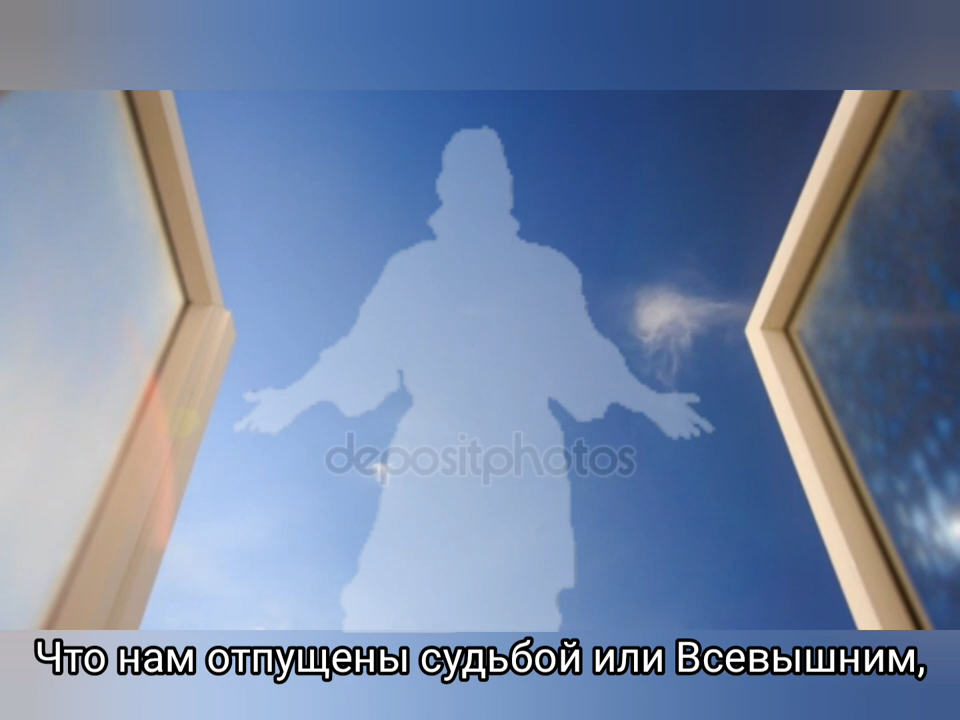 depositphotos
Что нам отпущены судьбой или Всевышним,